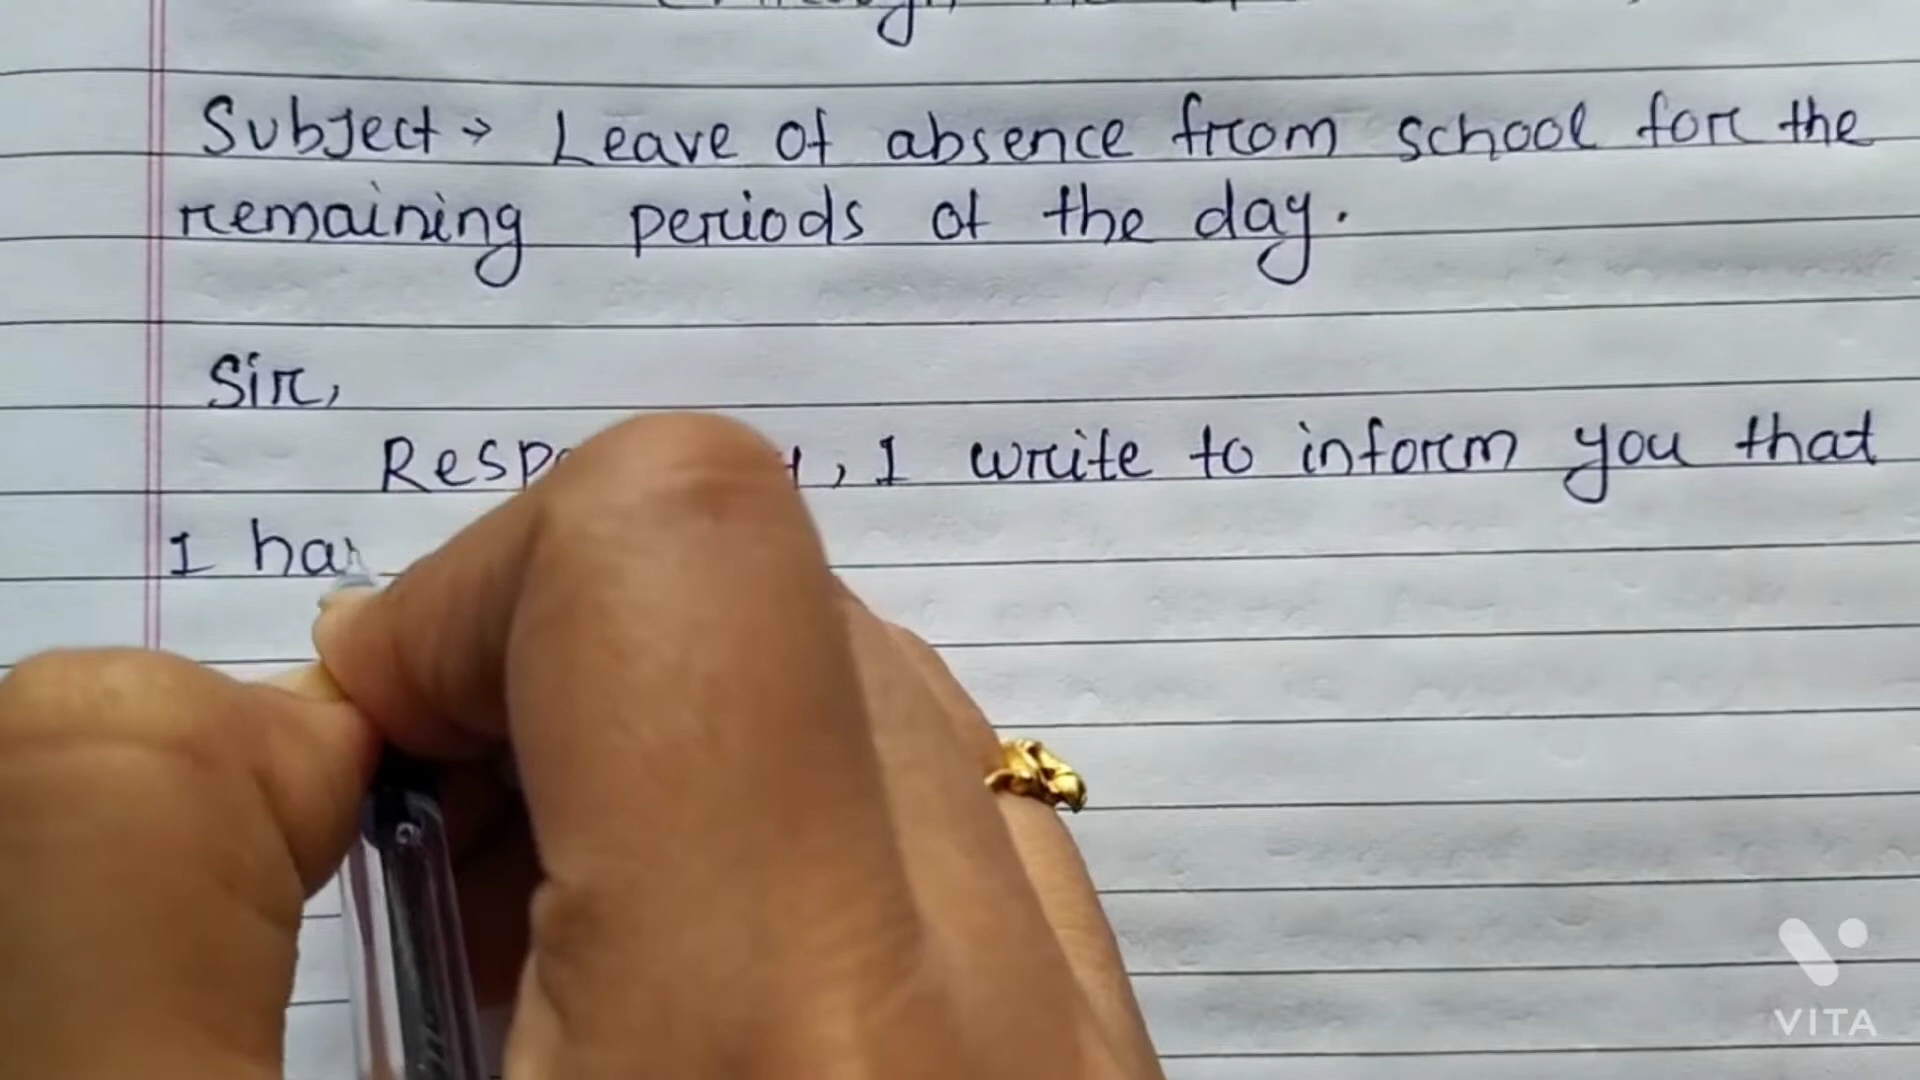 Subject → Leave of absence from school for the
remaining periods of the day.
Sir,
, I write to inform you that
I
VITA